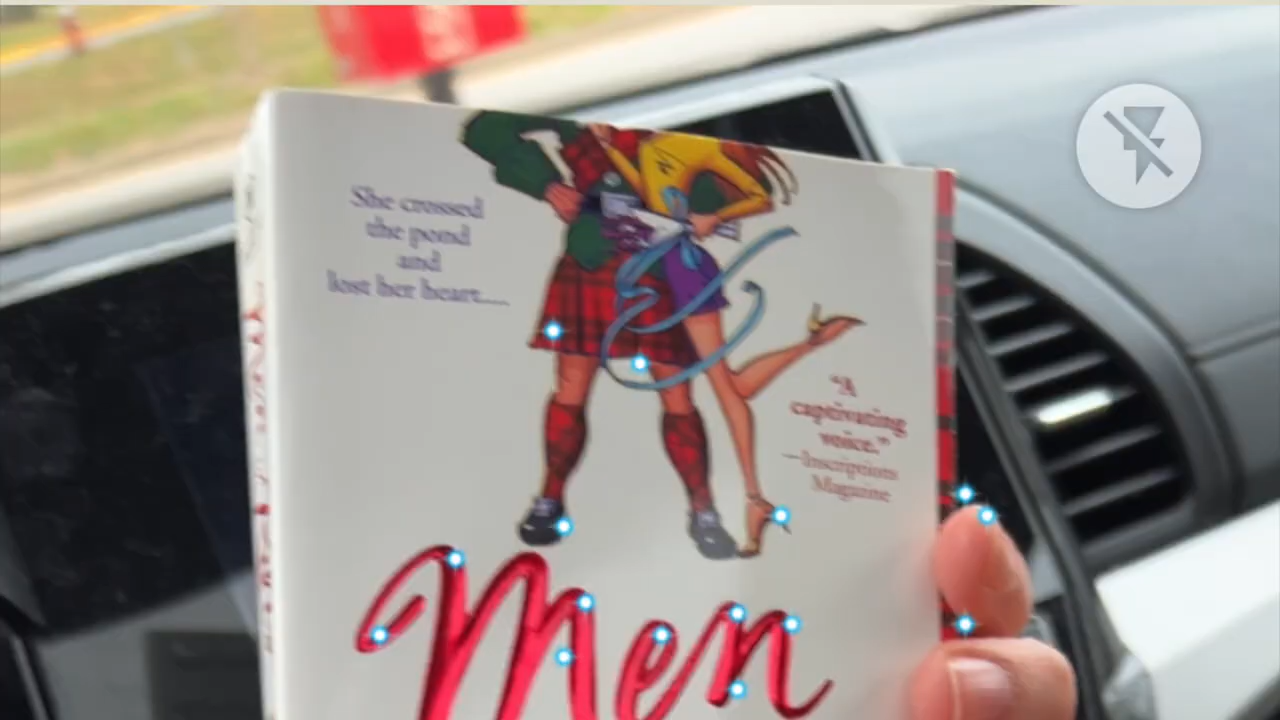 She crossed
the pond
and
lost her heart....
"A
captivating
voice."
—Inscriptions
Magazine
Men